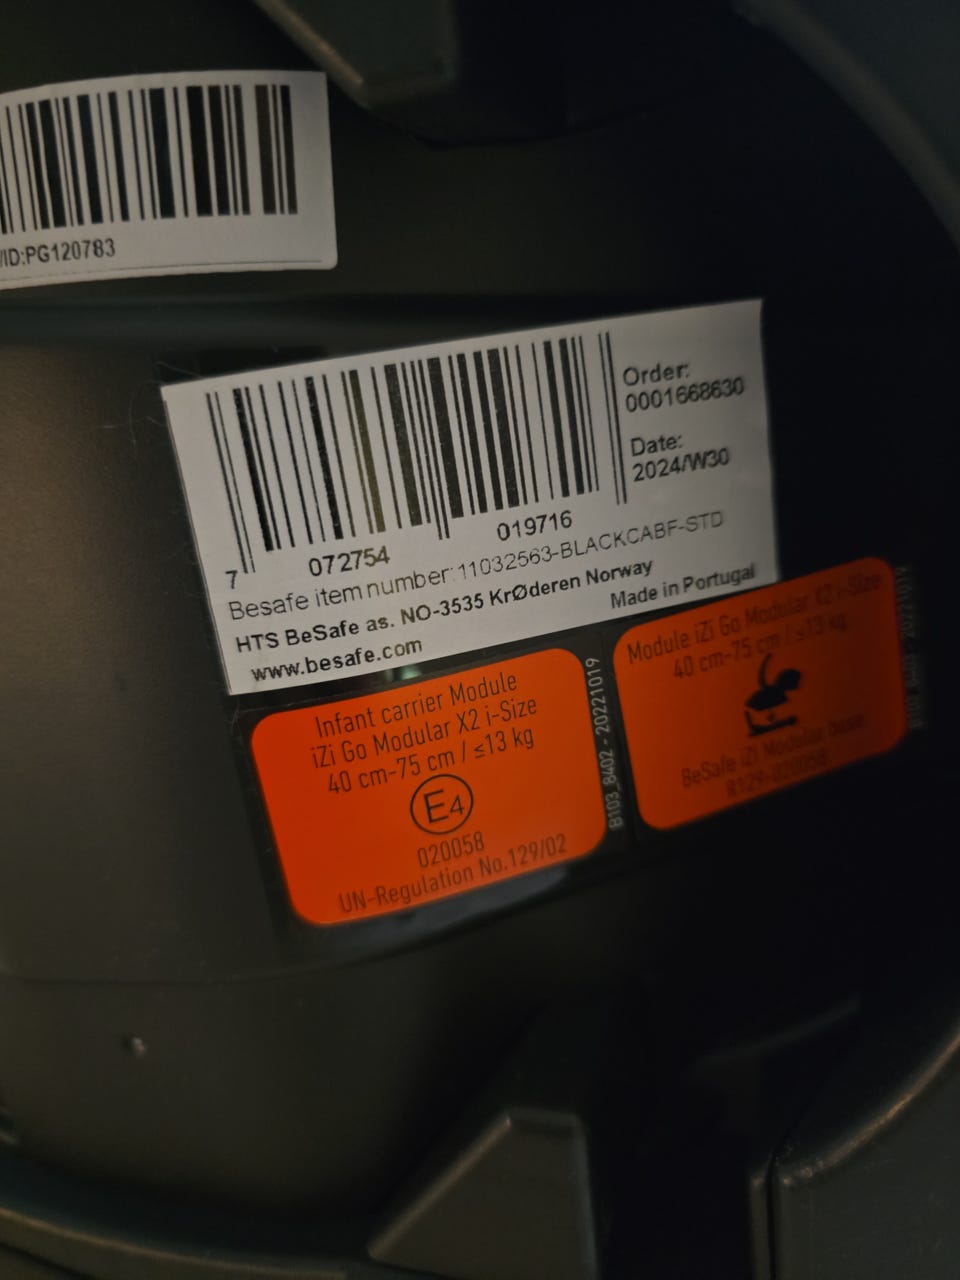 /ID:PG120783
Order:
0001668630
Date:
2024/W30
7 072754 019716
Besafe item number:11032563-BLACKCABF-STD
HTS BeSafe as. NO-3535 KrØderen Norway
www.besafe.com
Made in Portugal
Infant carrier Module
iZi Go Modular X2 i-Size
40 cm-75 cm / ≤13 kg
E4
020058
UN-Regulation No.129/02
B103_8402 - 20221019
Module iZi Go Modular X2 i-Size
40 cm-75 cm / ≤13 kg
BeSafe iZi Modular base
R129-020058